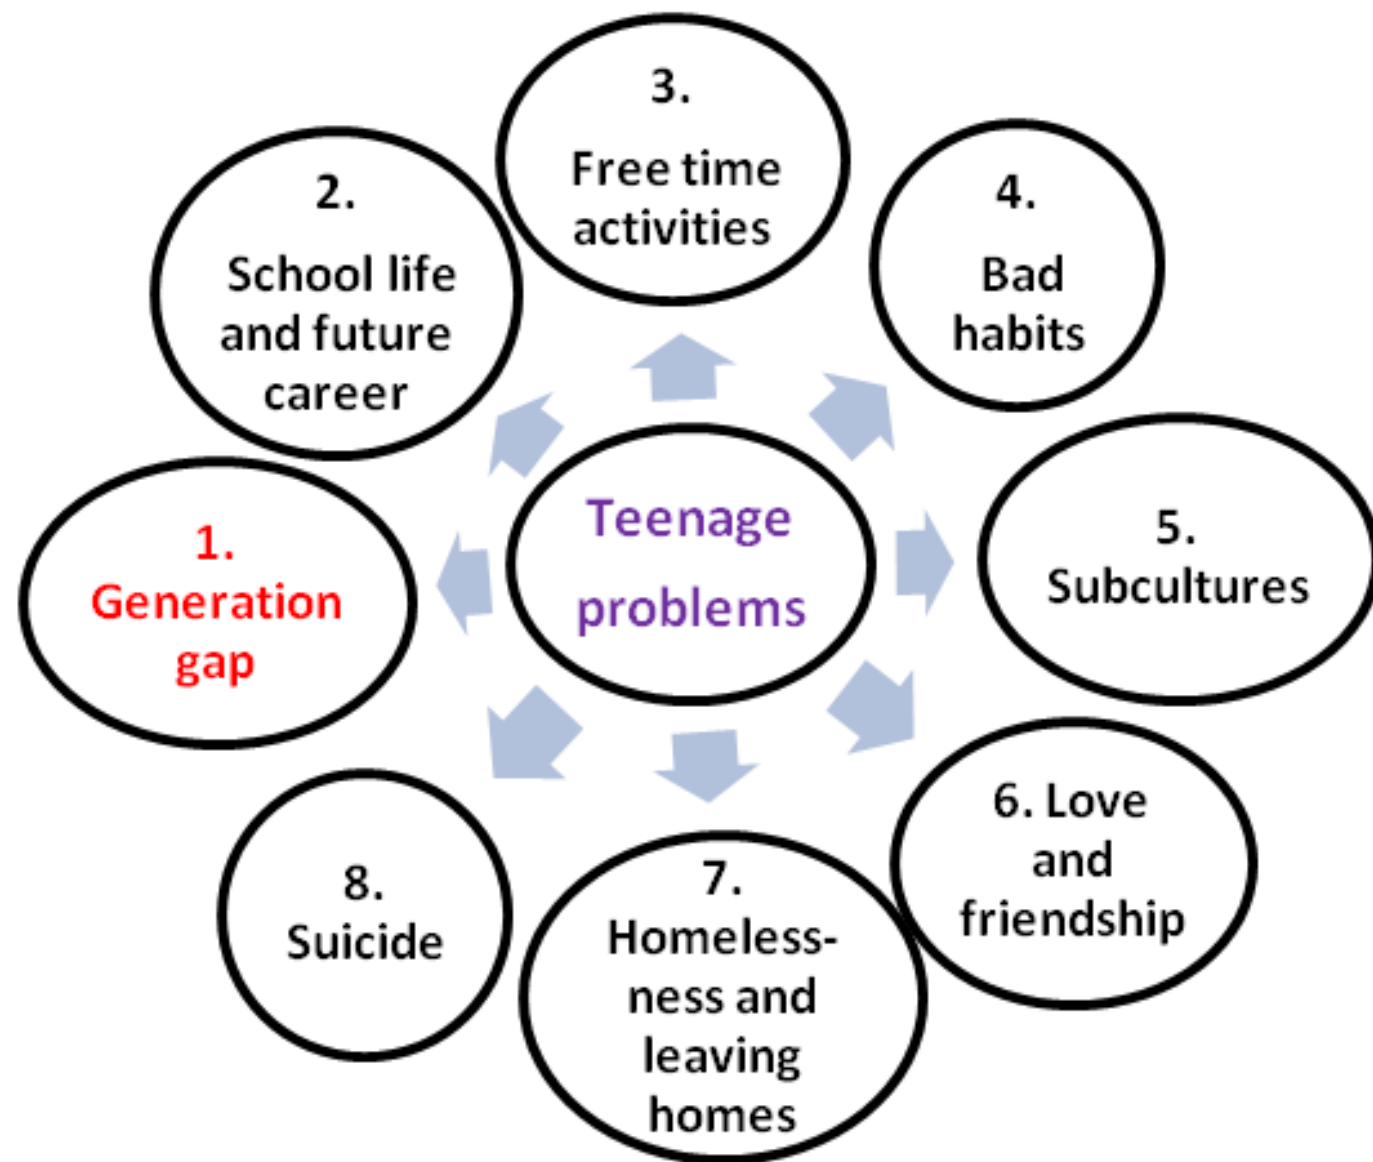 Teenage
problems
1.
Generation
gap
2.
School life
and future
career
3.
Free time
activities
4.
Bad
habits
5.
Subcultures
6. Love
and
friendship
7.
Homeless-
ness and
leaving
homes
8.
Suicide